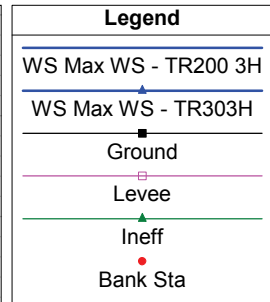 Legend
WS Max WS - TR200 3H
WS Max WS - TR303H
Ground
Levee
Ineff
Bank Sta